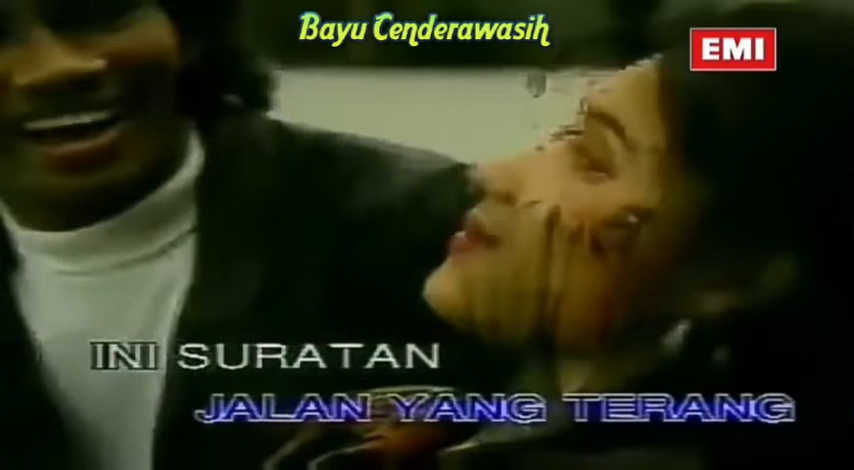 Bayu Cenderawasih
EMI
INI SURATAN
JALAN YANG TERANG